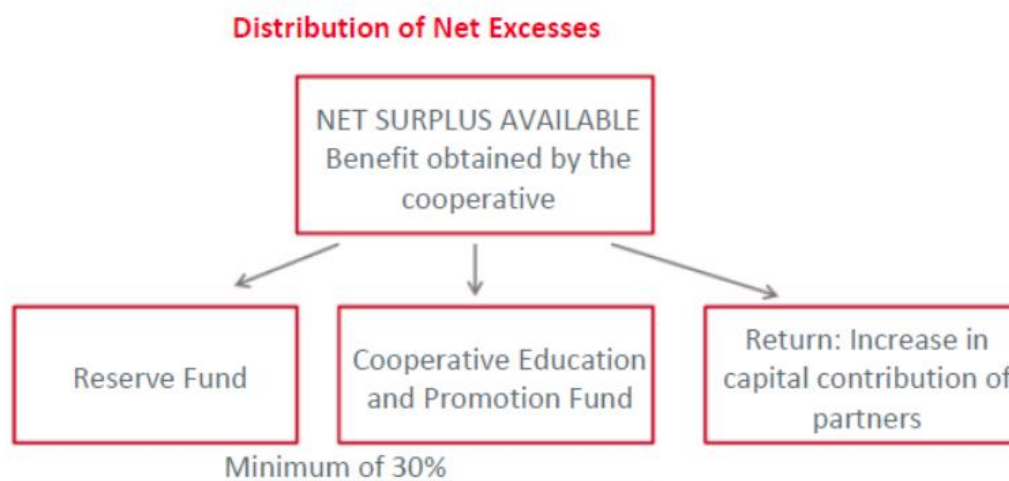 Distribution of Net Excesses
NET SURPLUS AVAILABLE
Benefit obtained by the
cooperative
Reserve Fund
Cooperative Education
and Promotion Fund
Return: Increase in
capital contribution of
partners
Minimum of 30%